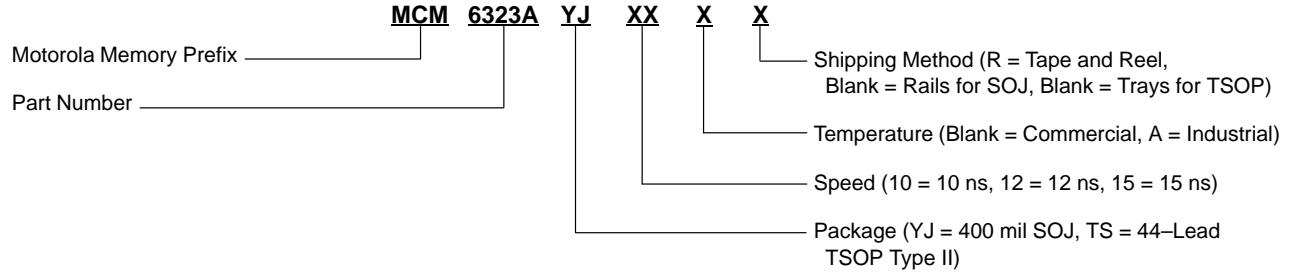 MCM 6323A YJ XX X X
Motorola Memory Prefix
Part Number
Shipping Method (R = Tape and Reel,
Blank = Rails for SOJ, Blank = Trays for TSOP)
Temperature (Blank = Commercial, A = Industrial)
Speed (10 = 10 ns, 12 = 12 ns, 15 = 15 ns)
Package (YJ = 400 mil SOJ, TS = 44–Lead
TSOP Type II)